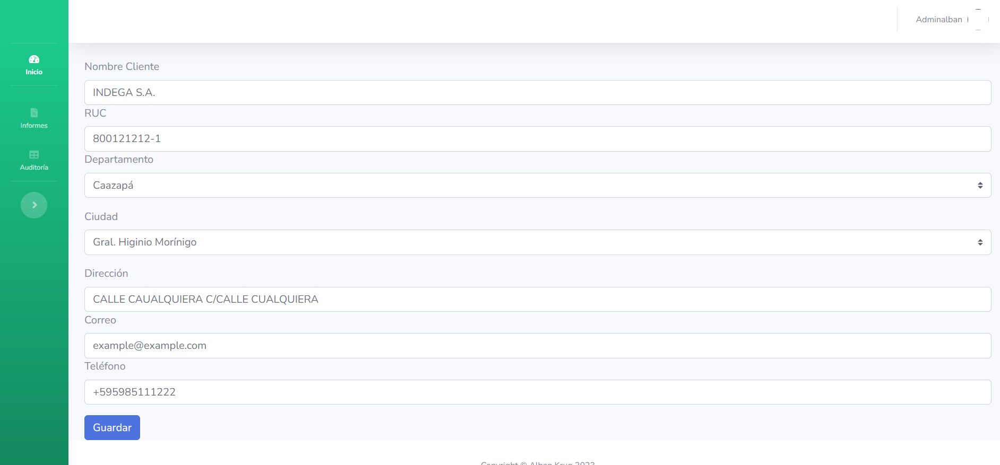 Adminalban
Inicio
Informes
Auditoría
Nombre Cliente
INDEGA S.A.
RUC
800121212-1
Departamento
Caazapá
Ciudad
Gral. Higinio Morínigo
Dirección
CALLE CAUALQUIERA C/CALLE CUALQUIERA
Correo
example@example.com
Teléfono
+595985111222
Guardar
Copyright © Alban Krug 2023